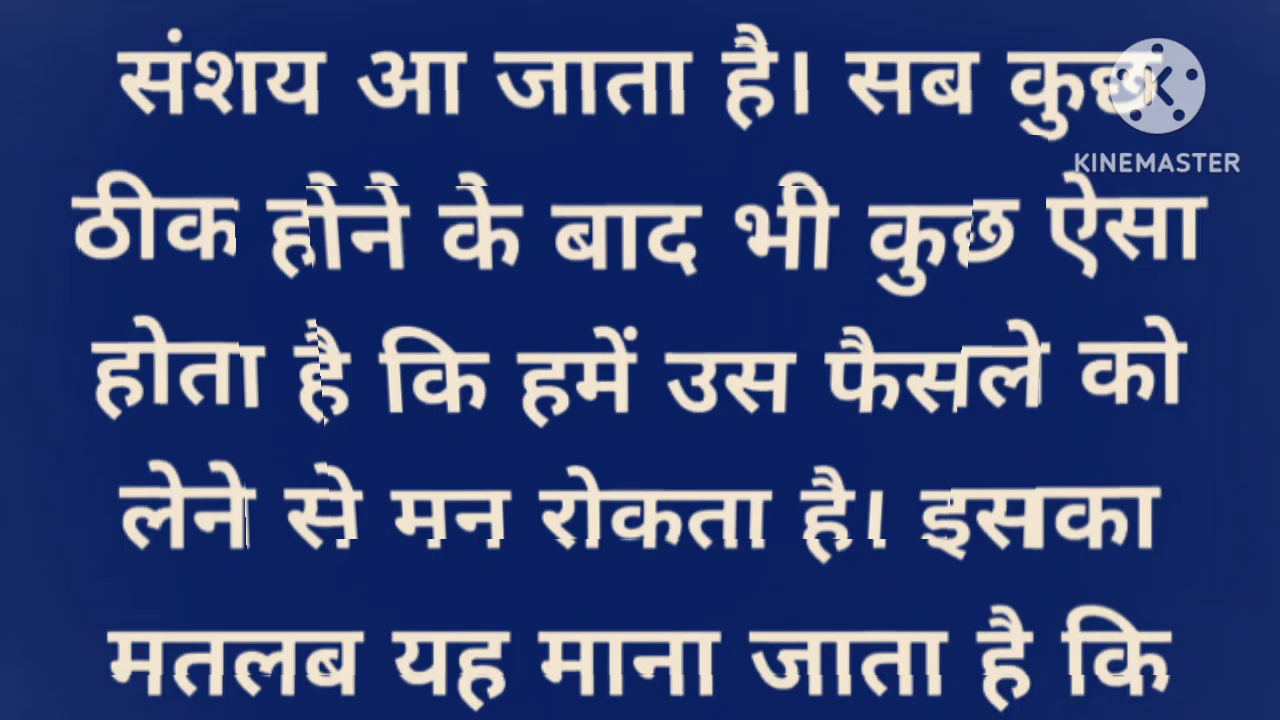 संशय आ जाता है। सब कुछ
KINEMASTER
ठीक होने के बाद भी कुछ ऐसा
होता है कि हमें उस फैसले को
लेने से मन रोकता है। इसका
मतलब यह माना जाता है कि